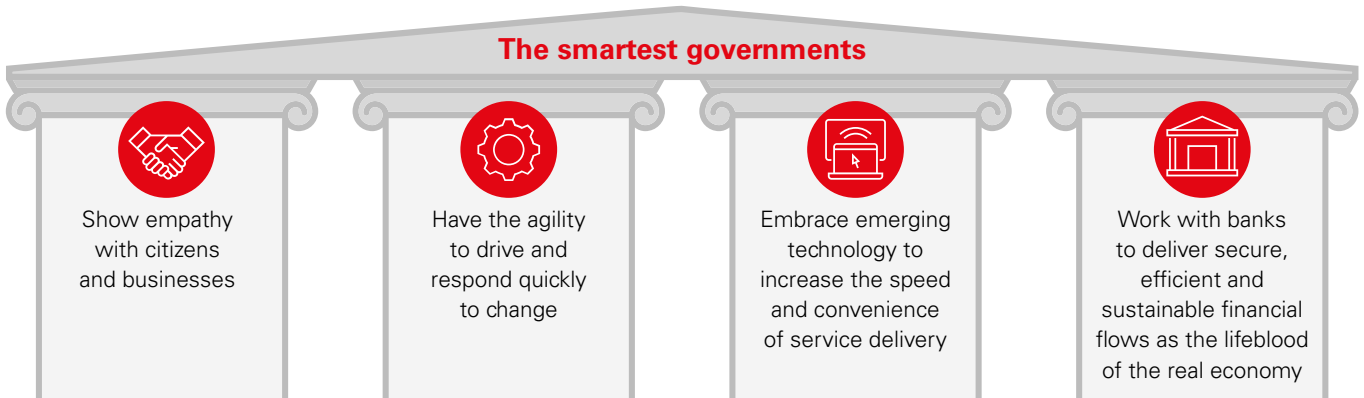 The smartest governments
Show empathy
with citizens
and businesses
Have the agility
to drive and
respond quickly
to change
Embrace emerging
technology to
increase the speed
and convenience
of service delivery
Work with banks
to deliver secure,
efficient and
sustainable financial
flows as the lifeblood
of the real economy